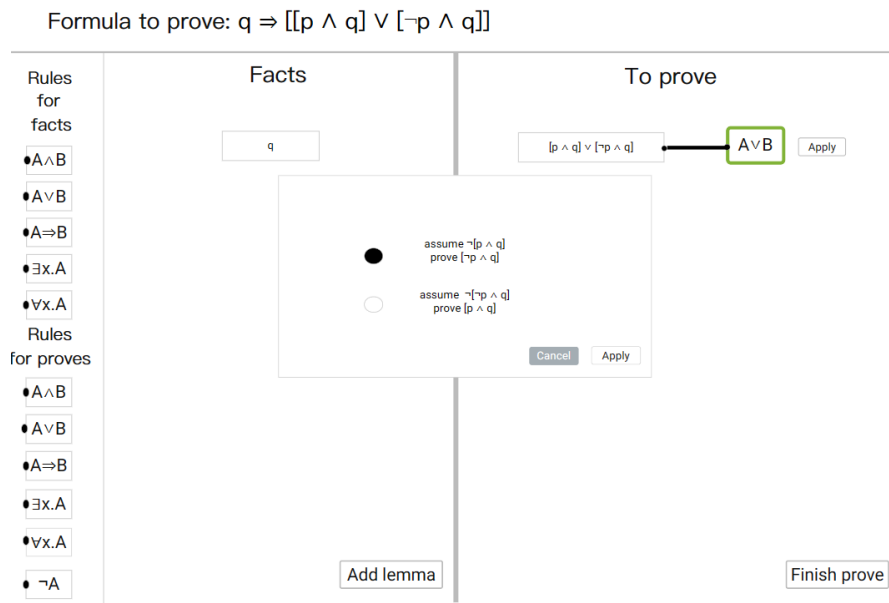 Formula to prove: q ⇒ [[p ∧ q] ∨ [¬p ∧ q]]
Rules
for
facts
A∧B
A∨B
A⇒B
∃x.A
∀x.A
Rules
for proves
A∧B
A∨B
A⇒B
∃x.A
∀x.A
¬A
Facts
q
To prove
[p ∧ q] ∨ [¬p ∧ q]
A∨B
Apply
assume ¬[p ∧ q]
prove [¬p ∧ q]
assume ¬[¬p ∧ q]
prove [p ∧ q]
Cancel
Apply
Add lemma
Finish prove